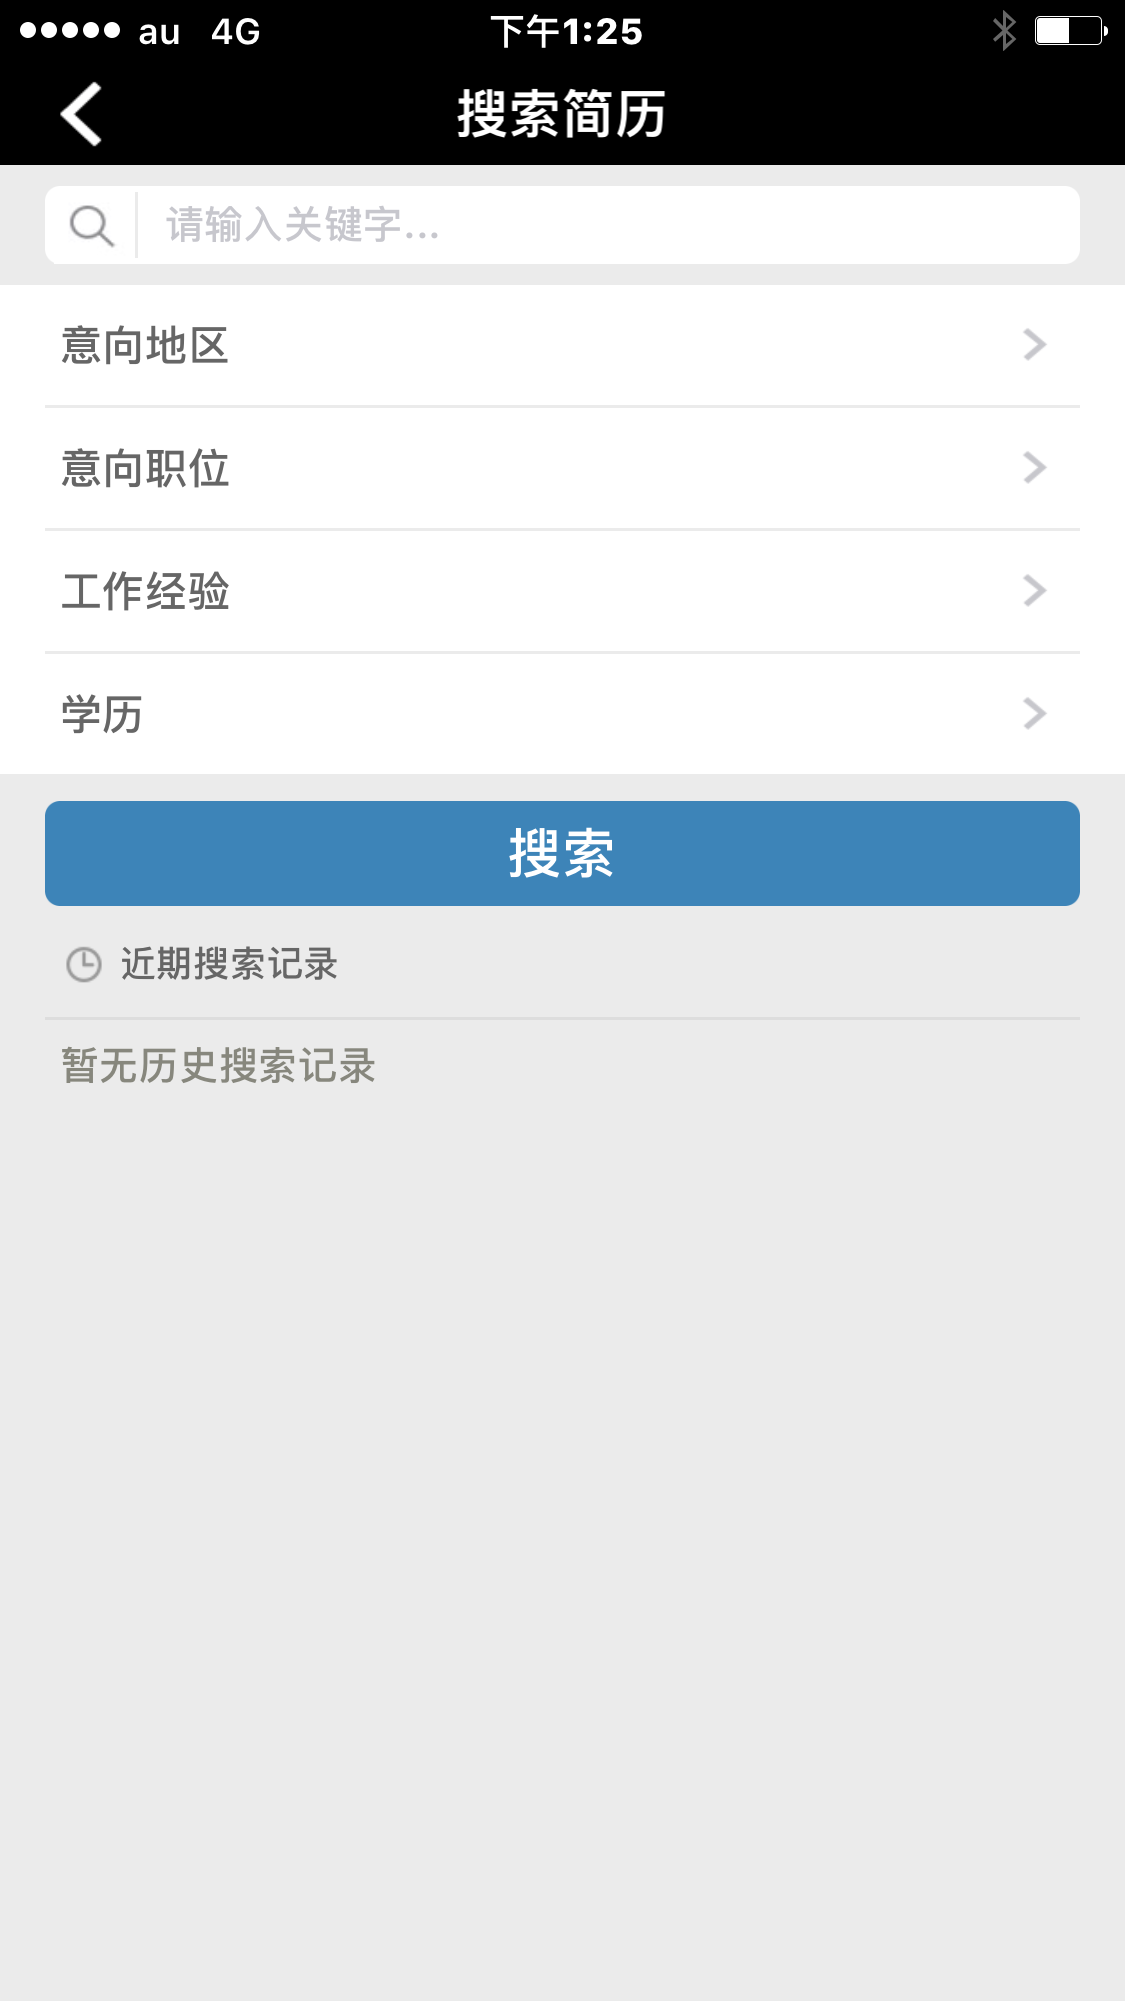 au 4G 下午1:25
搜索简历
请输入关键字...
意向地区
意向职位
工作经验
学历
搜索
近期搜索记录
暂无历史搜索记录